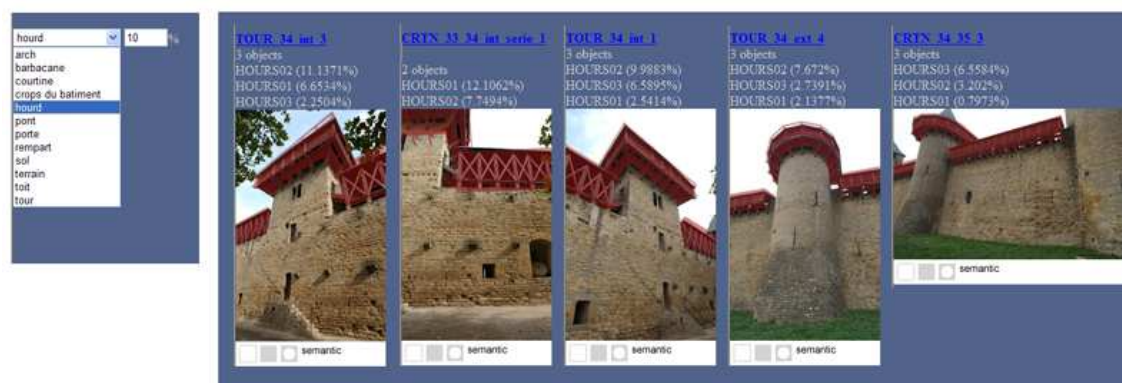 hourd
10
%
arch
barbacane
courtine
crops du batiment
hourd
pont
porte
rempart
sol
terrain
toit
tour
TOUR_34_int_3
3 objects
HOURS02 (11.1371%)
HOURS01 (6.6534%)
HOURS03 (2.2504%)
semantic
CRTN_33_34_int_serie_1
2 objects
HOURS01 (12.1062%)
HOURS02 (7.7494%)
semantic
TOUR_34_int_1
3 objects
HOURS02 (9.9883%)
HOURS03 (6.5895%)
HOURS01 (2.5414%)
semantic
TOUR_34_ext_4
3 objects
HOURS02 (7.672%)
HOURS03 (2.7391%)
HOURS01 (2.1377%)
semantic
CRTN_34_35_3
3 objects
HOURS03 (6.5584%)
HOURS02 (3.202%)
HOURS01 (0.7973%)
semantic